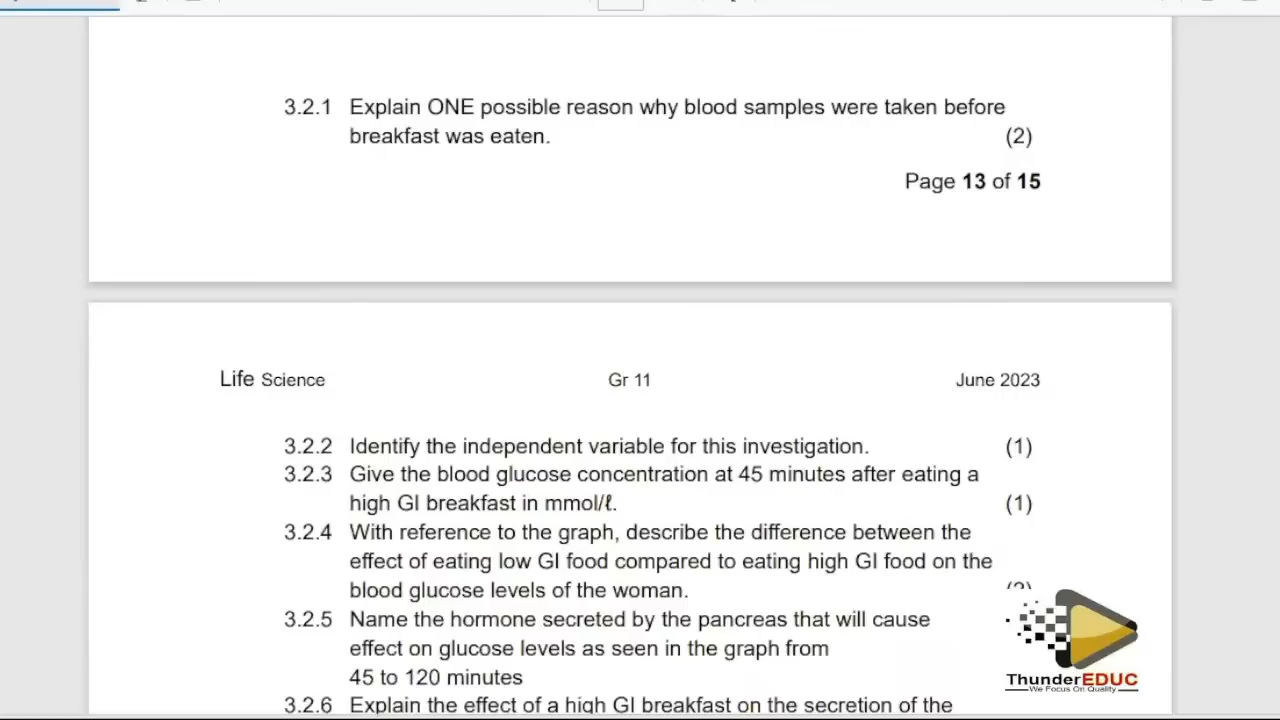 3.2.1 Explain ONE possible reason why blood samples were taken before
breakfast was eaten. (2)
Page 13 of 15
Life Science Gr 11 June 2023
3.2.2 Identify the independent variable for this investigation. (1)
3.2.3 Give the blood glucose concentration at 45 minutes after eating a
high GI breakfast in mmol/ℓ. (1)
3.2.4 With reference to the graph, describe the difference between the
effect of eating low GI food compared to eating high GI food on the
blood glucose levels of the woman.
3.2.5 Name the hormone secreted by the pancreas that will cause
effect on glucose levels as seen in the graph from
45 to 120 minutes
3.2.6 Explain the effect of a high GI breakfast on the secretion of the
ThunderEDUC
We Focus On Quality